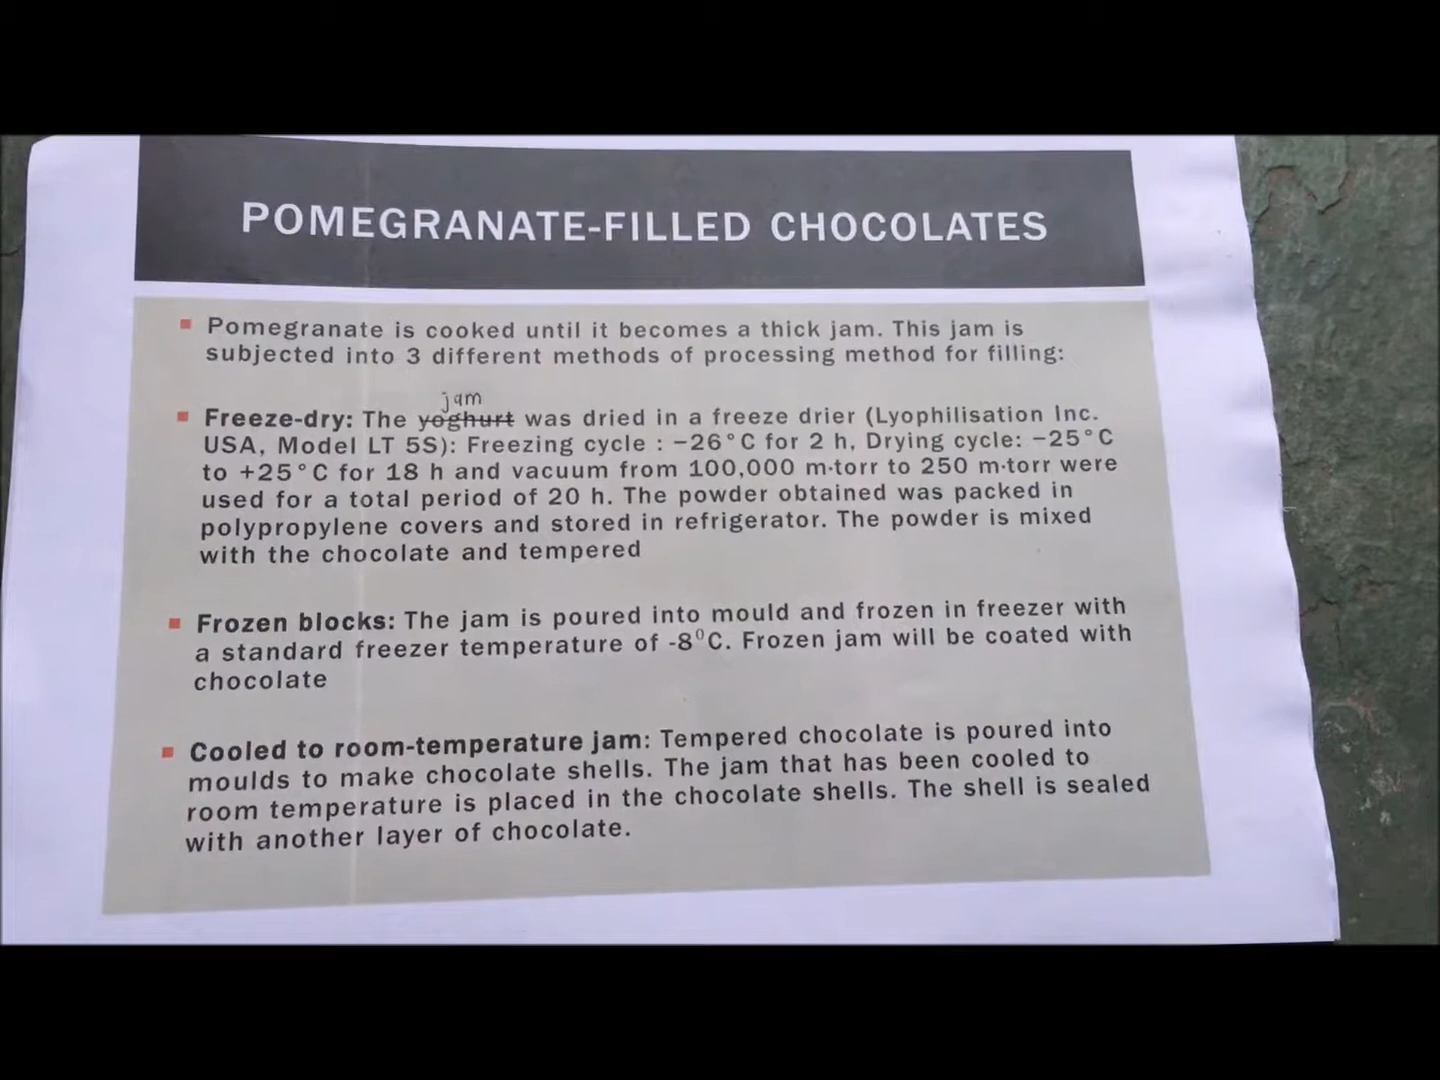 POMEGRANATE-FILLED CHOCOLATES
▪ Pomegranate is cooked until it becomes a thick jam. This jam is
subjected into 3 different methods of processing method for filling:
jam
▪ Freeze-dry: The yoghurt was dried in a freeze drier (Lyophilisation Inc.
USA, Model LT 5S): Freezing cycle : −26°C for 2 h, Drying cycle: −25°C
to +25°C for 18 h and vacuum from 100,000 m·torr to 250 m·torr were
used for a total period of 20 h. The powder obtained was packed in
polypropylene covers and stored in refrigerator. The powder is mixed
with the chocolate and tempered
▪ Frozen blocks: The jam is poured into mould and frozen in freezer with
a standard freezer temperature of -8⁰C. Frozen jam will be coated with
chocolate
▪ Cooled to room-temperature jam: Tempered chocolate is poured into
moulds to make chocolate shells. The jam that has been cooled to
room temperature is placed in the chocolate shells. The shell is sealed
with another layer of chocolate.